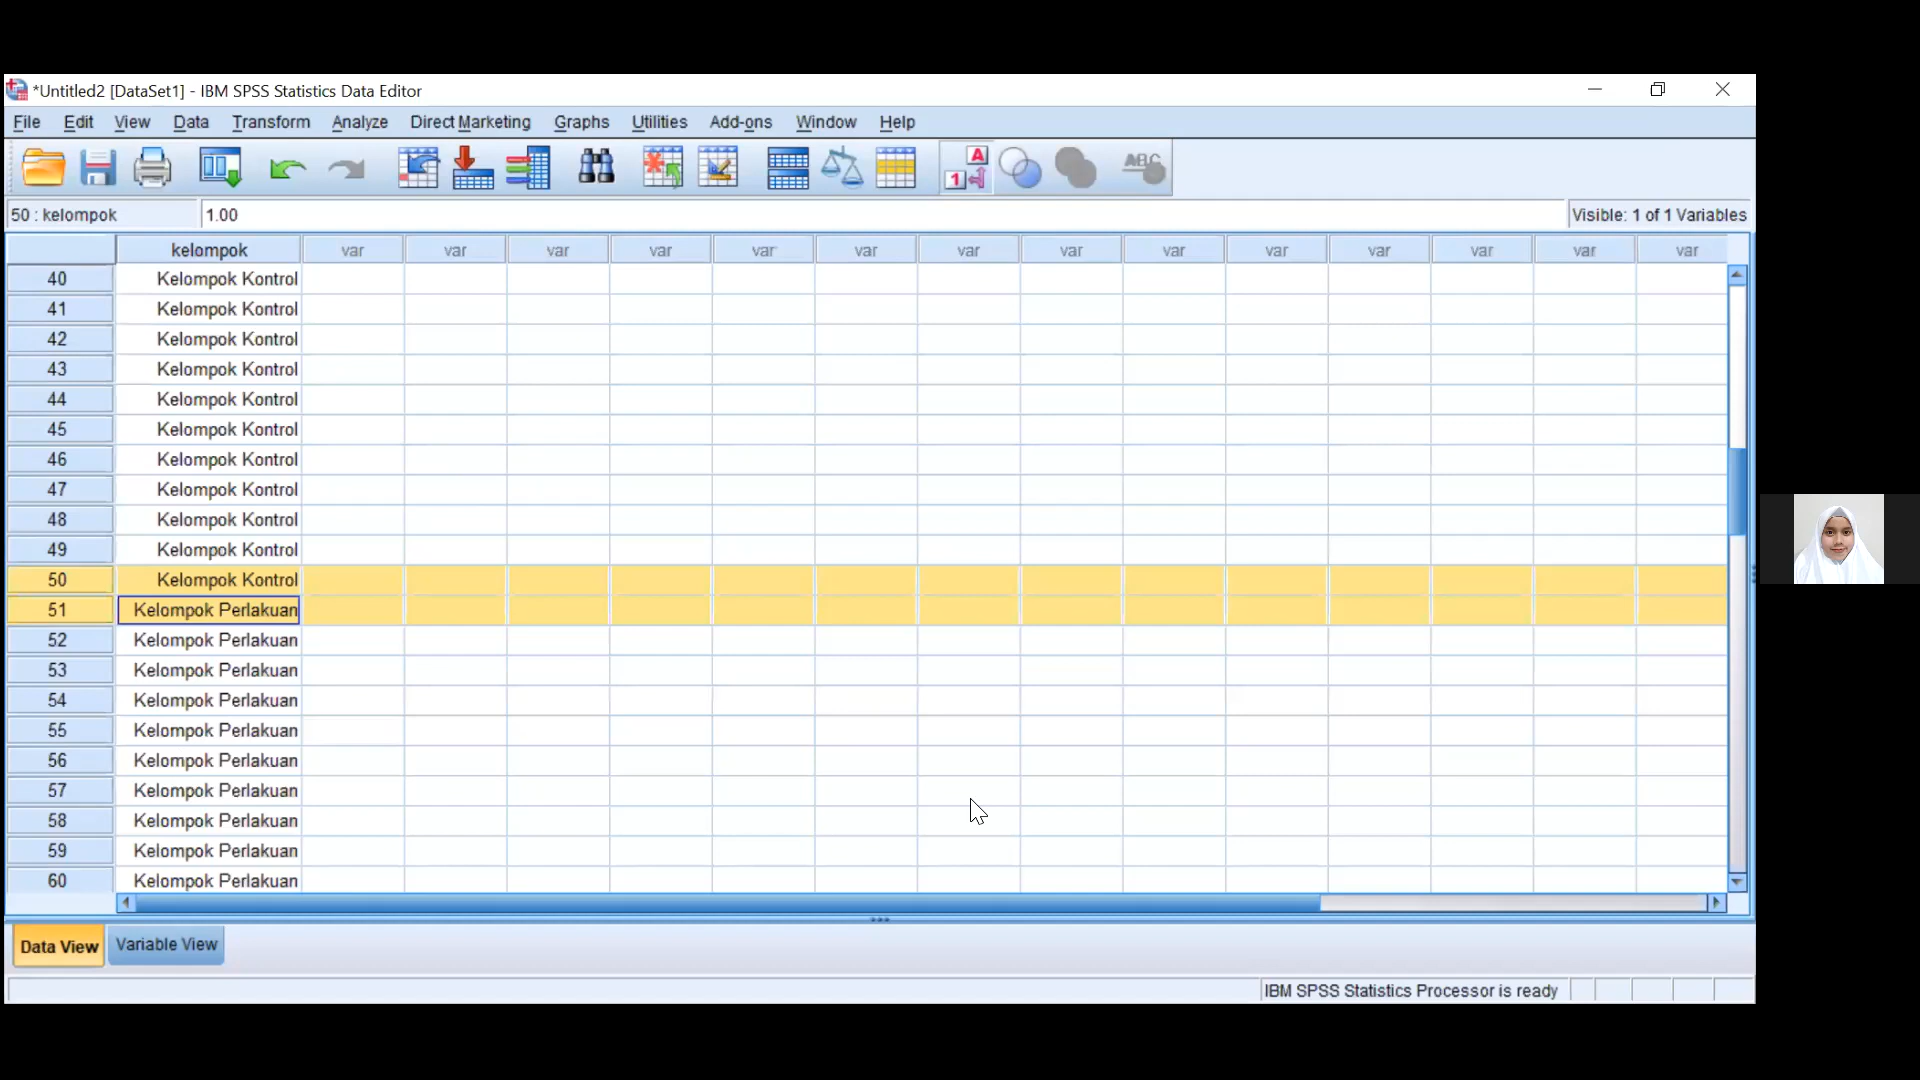 *Untitled2 [DataSet1] - IBM SPSS Statistics Data Editor
File Edit View Data Transform Analyze Direct Marketing Graphs Utilities Add-ons Window Help
A
1
ABC
50 : kelompok 1.00 Visible: 1 of 1 Variables
kelompok var var var var var var var var var var var var var var
40 Kelompok Kontrol
41 Kelompok Kontrol
42 Kelompok Kontrol
43 Kelompok Kontrol
44 Kelompok Kontrol
45 Kelompok Kontrol
46 Kelompok Kontrol
47 Kelompok Kontrol
48 Kelompok Kontrol
49 Kelompok Kontrol
50 Kelompok Kontrol
51 Kelompok Perlakuan
52 Kelompok Perlakuan
53 Kelompok Perlakuan
54 Kelompok Perlakuan
55 Kelompok Perlakuan
56 Kelompok Perlakuan
57 Kelompok Perlakuan
58 Kelompok Perlakuan
59 Kelompok Perlakuan
60 Kelompok Perlakuan
Data View Variable View
IBM SPSS Statistics Processor is ready